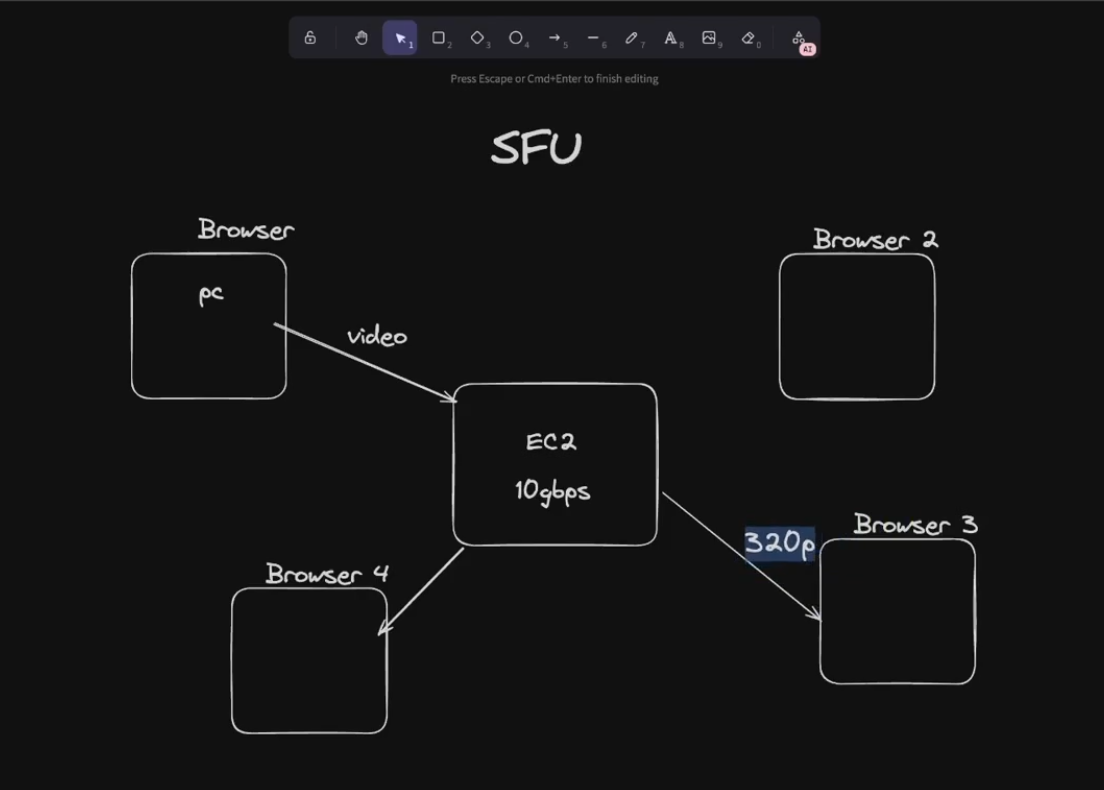 1
2
3
4
5
6
7
8
9
0
AI
Press Escape or Cmd+Enter to finish editing
SFU
Browser
pc
video
Browser 2
EC2
10gbps
320p
Browser 3
Browser 4